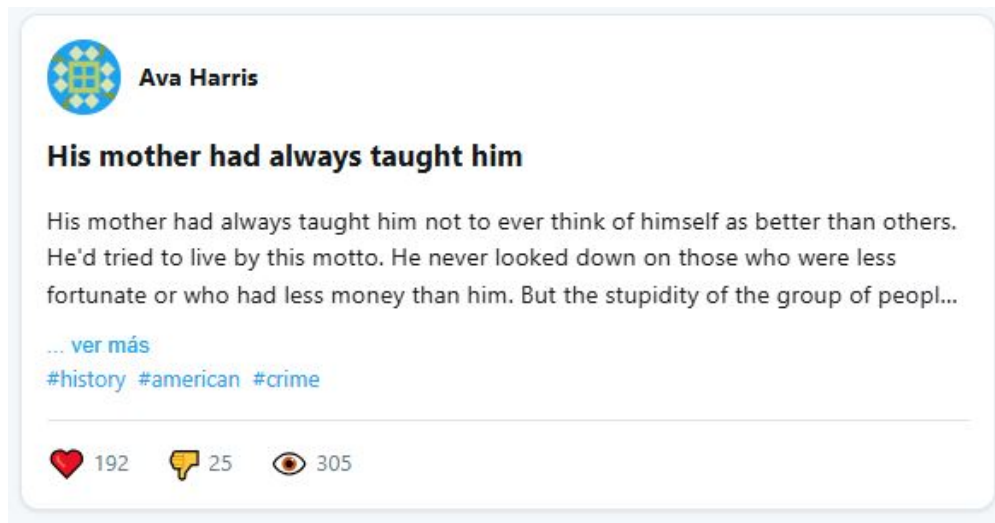 Ava Harris
His mother had always taught him
His mother had always taught him not to ever think of himself as better than others.
He'd tried to live by this motto. He never looked down on those who were less
fortunate or who had less money than him. But the stupidity of the group of peopl...
... ver más
#history #american #crime
192 25 305